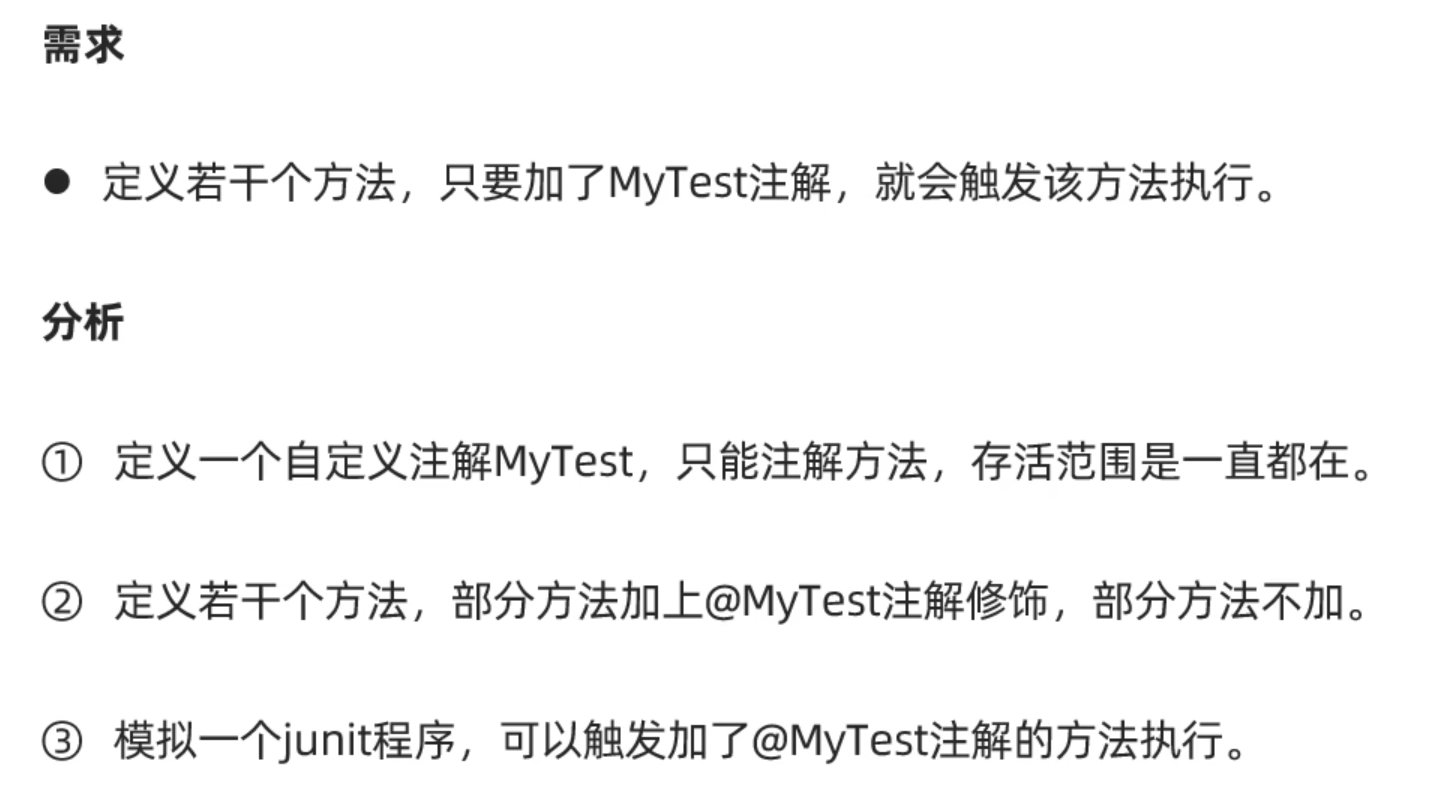 需求
● 定义若干个方法，只要加了MyTest注解，就会触发该方法执行。
分析
① 定义一个自定义注解MyTest，只能注解方法，存活范围是一直都在。
② 定义若干个方法，部分方法加上@MyTest注解修饰，部分方法不加。
③ 模拟一个junit程序，可以触发加了@MyTest注解的方法执行。